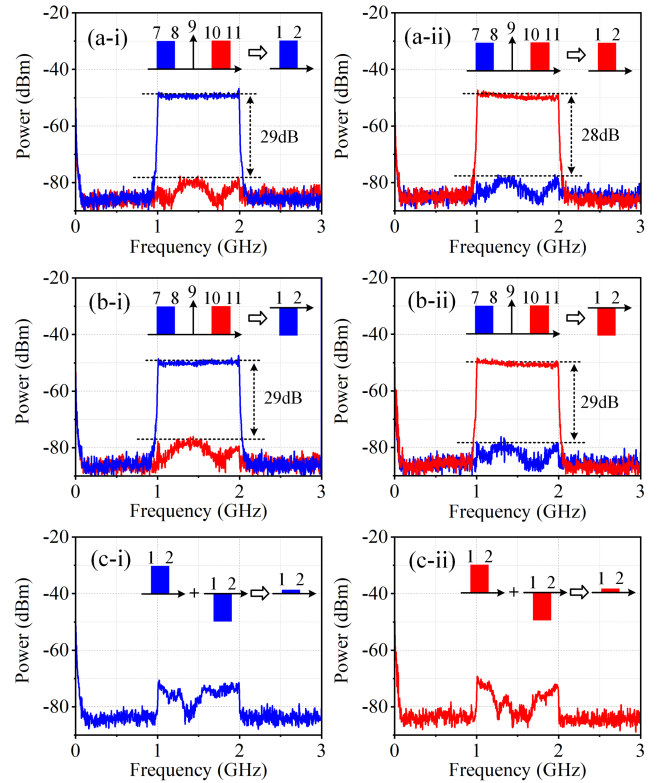 (a-i)
7 8 9 10 11 1 2
29dB
-20
-40
-60
-80
0 1 2 3
Power (dBm)
Frequency (GHz)
(a-ii)
7 8 9 10 11 1 2
28dB
-20
-40
-60
-80
0 1 2 3
Power (dBm)
Frequency (GHz)
(b-i)
7 8 9 10 11 1 2
29dB
-20
-40
-60
-80
0 1 2 3
Power (dBm)
Frequency (GHz)
(b-ii)
7 8 9 10 11 1 2
29dB
-20
-40
-60
-80
0 1 2 3
Power (dBm)
Frequency (GHz)
(c-i)
1 2 + 1 2 1 2
-20
-40
-60
-80
0 1 2 3
Power (dBm)
Frequency (GHz)
(c-ii)
1 2 + 1 2 1 2
-20
-40
-60
-80
0 1 2 3
Power (dBm)
Frequency (GHz)